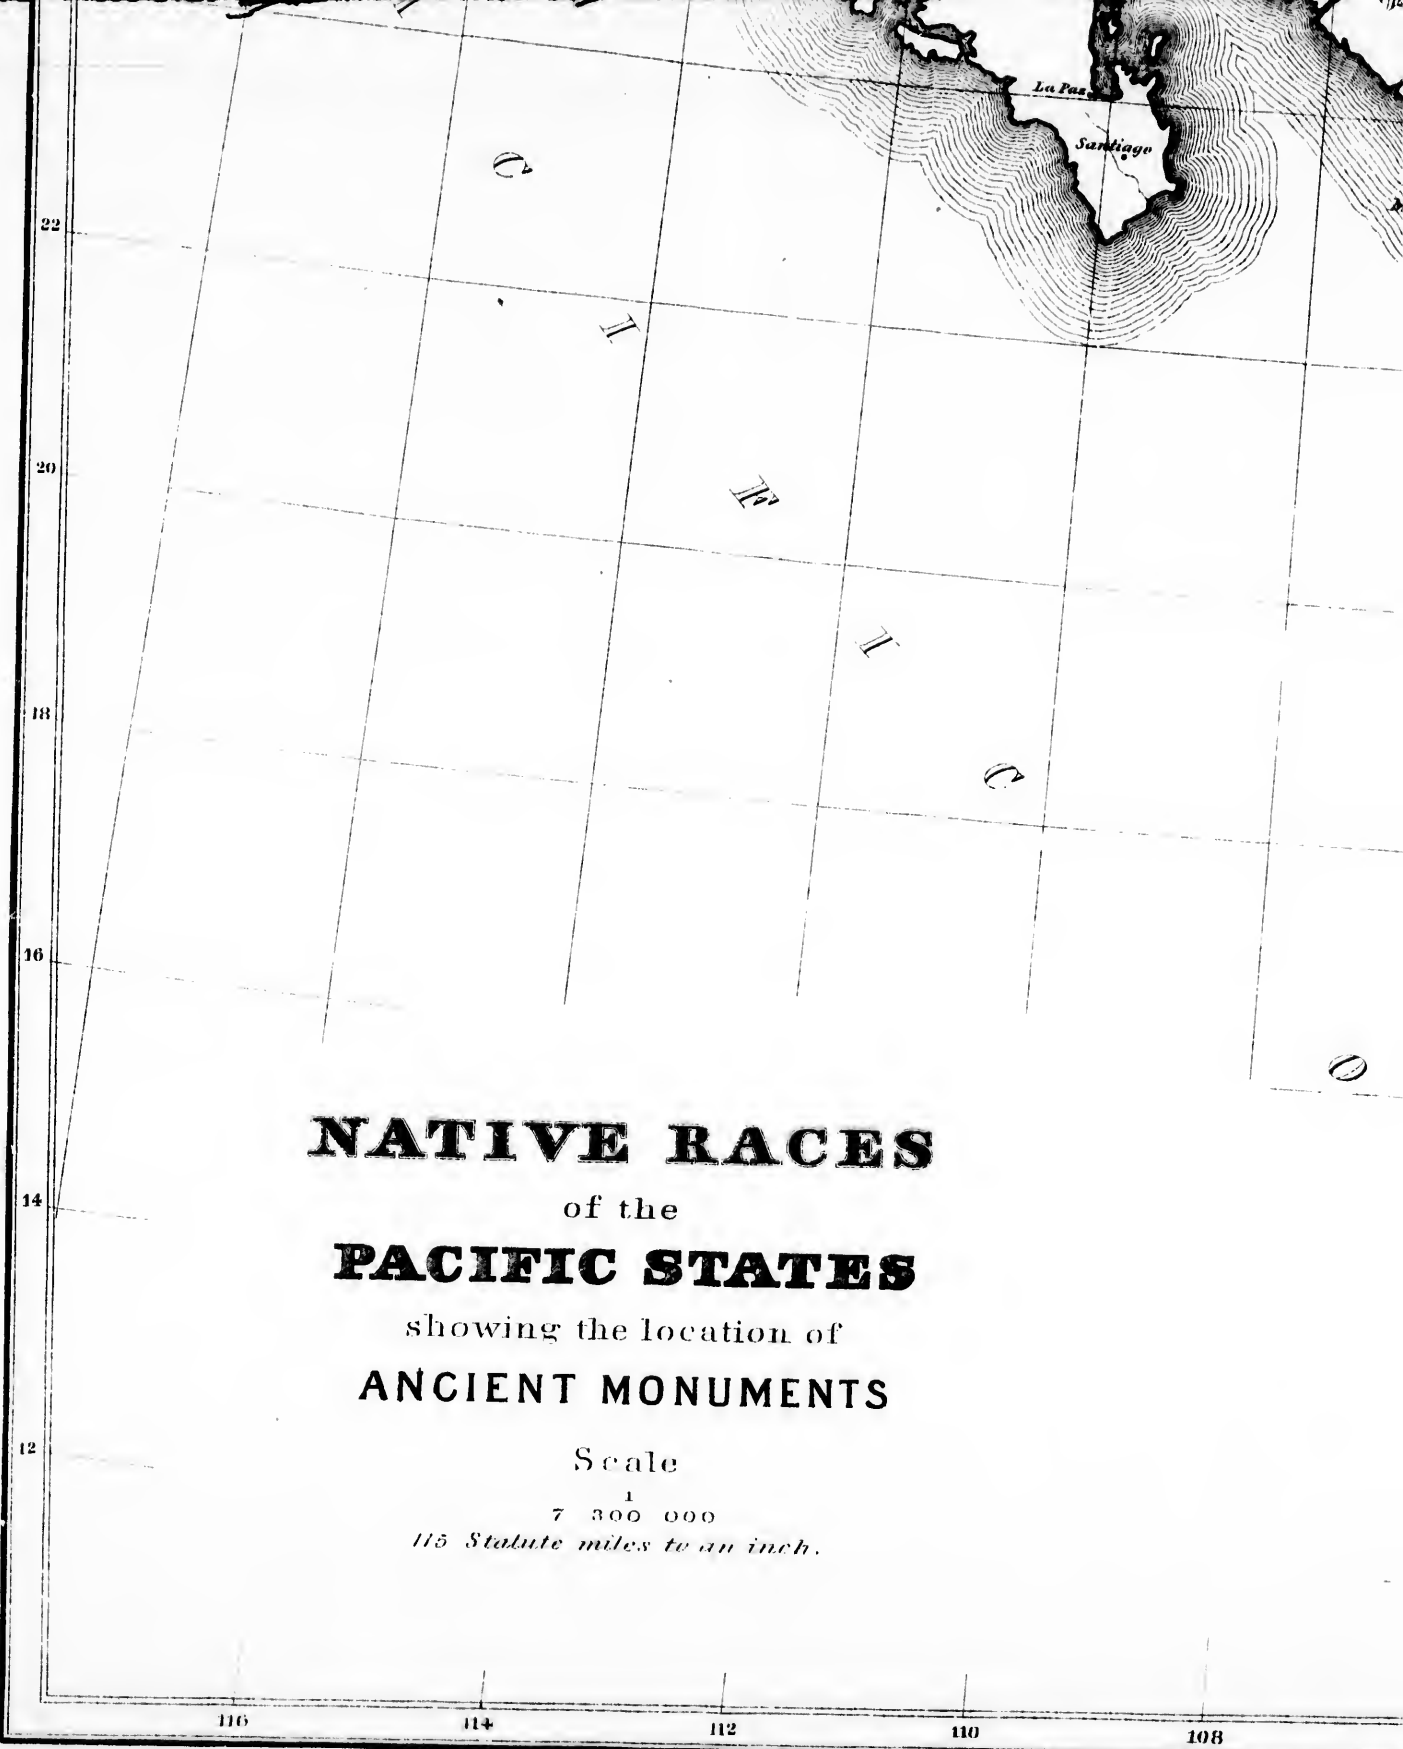 La Paz
C
Santiago
22
I
20
F
I
18
C
16
O
NATIVE RACES
of the
14
PACIFIC STATES
showing the location of
ANCIENT MONUMENTS
12
Scale
1
7 300 000
115 Statute miles to an inch.
116 114 112 110 108